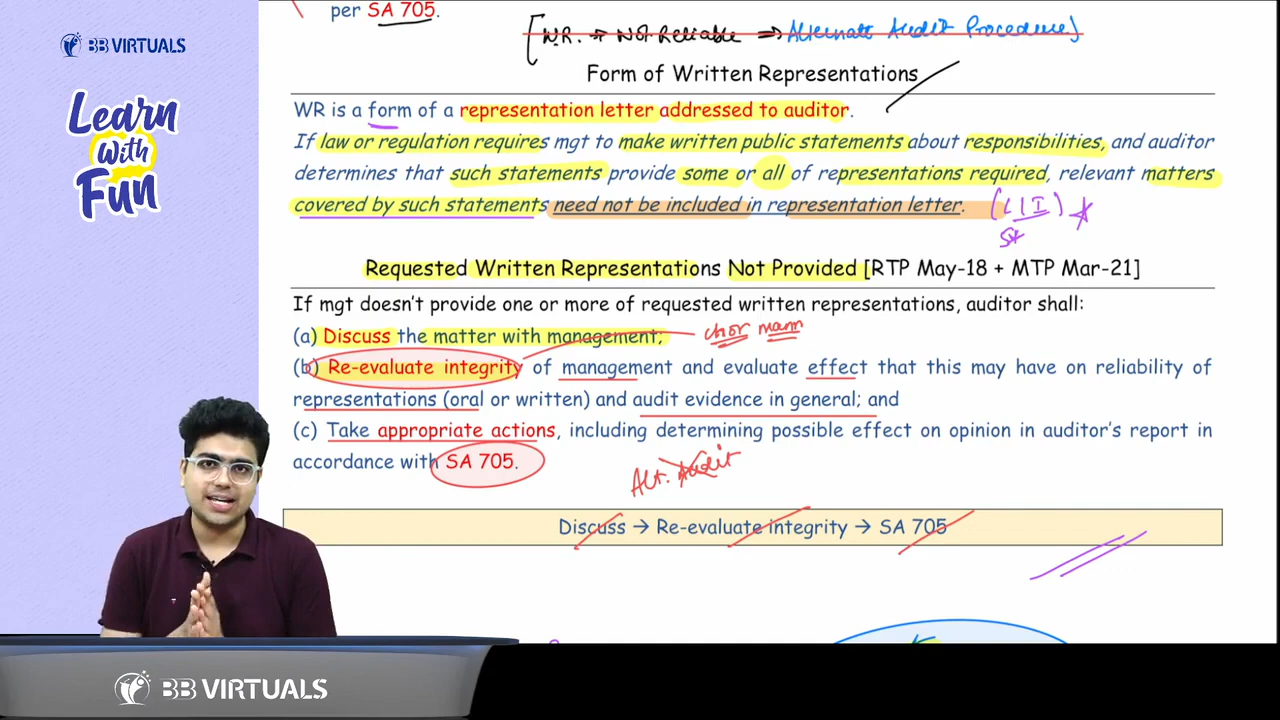 BB VIRTUALS
Learn
With
Fun
per SA 705.
[W.R. → Not Reliable ⇒ Alternate Audit Procedure]
Form of Written Representations
WR is a form of a representation letter addressed to auditor.
If law or regulation requires mgt to make written public statements about responsibilities, and auditor
determines that such statements provide some or all of representations required, relevant matters
covered by such statements need not be included in representation letter.
Requested Written Representations Not Provided [RTP May-18 + MTP Mar-21]
If mgt doesn't provide one or more of requested written representations, auditor shall:
(a) Discuss the matter with management;
chor mann
(b) Re-evaluate integrity of management and evaluate effect that this may have on reliability of
representations (oral or written) and audit evidence in general; and
(c) Take appropriate actions, including determining possible effect on opinion in auditor's report in
accordance with SA 705.
Alt. Audit
Discuss → Re-evaluate integrity → SA 705
BB VIRTUALS